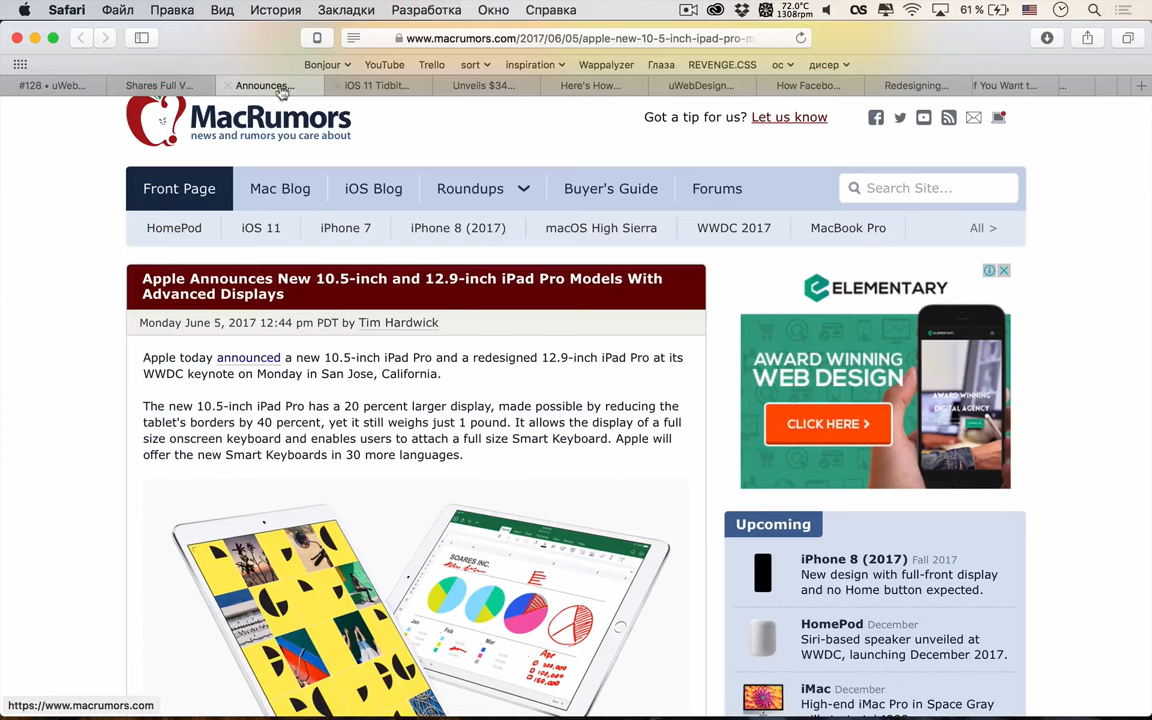 Safari Файл Правка Вид История Закладки Разработка Окно Справка 72.0°C 1308rpm 61 %
www.macrumors.com/2017/06/05/apple-new-10-5-inch-ipad-pro-m
Bonjour YouTube Trello sort inspiration Wappalyzer Глаза REVENGE.CSS ос дисер
#128 • uWeb... Shares Full V... Announces... iOS 11 Tidbit... Unveils $34... Here's How... uWebDesign... How Facebo... Redesigning... f You Want t... ...
MacRumors
news and rumors you care about
Got a tip for us? Let us know
Front Page Mac Blog iOS Blog Roundups Buyer's Guide Forums Search Site...
HomePod iOS 11 iPhone 7 iPhone 8 (2017) macOS High Sierra WWDC 2017 MacBook Pro All >
Apple Announces New 10.5-inch and 12.9-inch iPad Pro Models With
Advanced Displays
Monday June 5, 2017 12:44 pm PDT by Tim Hardwick
Apple today announced a new 10.5-inch iPad Pro and a redesigned 12.9-inch iPad Pro at its
WWDC keynote on Monday in San Jose, California.
The new 10.5-inch iPad Pro has a 20 percent larger display, made possible by reducing the
tablet's borders by 40 percent, yet it still weighs just 1 pound. It allows the display of a full
size onscreen keyboard and enables users to attach a full size Smart Keyboard. Apple will
offer the new Smart Keyboards in 30 more languages.
SOARES INC.
Jan Feb Mar Apr
ELEMENTARY
AWARD WINNING
WEB DESIGN
CLICK HERE >
Upcoming
iPhone 8 (2017) Fall 2017
New design with full-front display
and no Home button expected.
HomePod December
Siri-based speaker unveiled at
WWDC, launching December 2017.
iMac December
High-end iMac Pro in Space Gray
https://www.macrumors.com